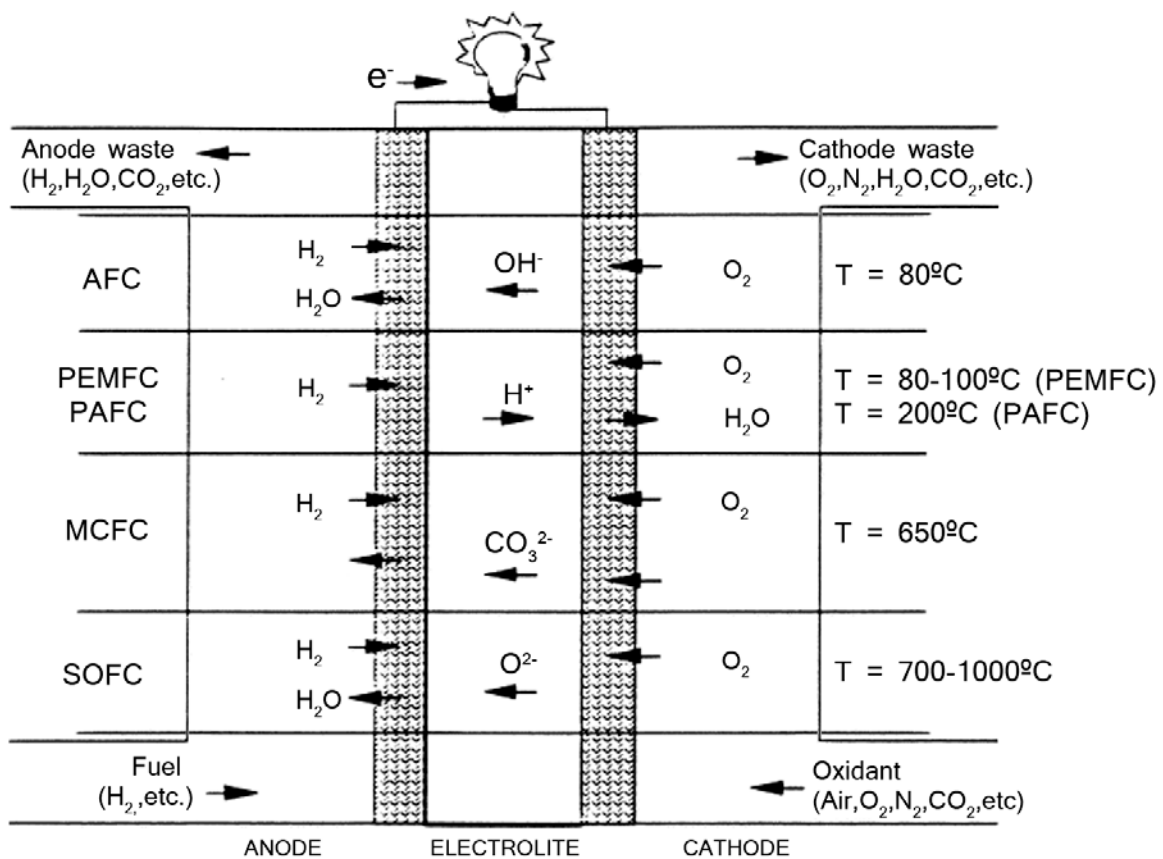 e⁻
Anode waste
(H₂,H₂O,CO₂,etc.)
Cathode waste
(O₂,N₂,H₂O,CO₂,etc.)
AFC
H₂
H₂O
OH⁻
O₂
T = 80ºC
PEMFC
PAFC
H₂
H⁺
O₂
H₂O
T = 80-100ºC (PEMFC)
T = 200ºC (PAFC)
MCFC
H₂
CO₃²⁻
O₂
T = 650ºC
SOFC
H₂
H₂O
O²⁻
O₂
T = 700-1000ºC
Fuel
(H₂,etc.)
Oxidant
(Air,O₂,N₂,CO₂,etc)
ANODE ELECTROLITE CATHODE